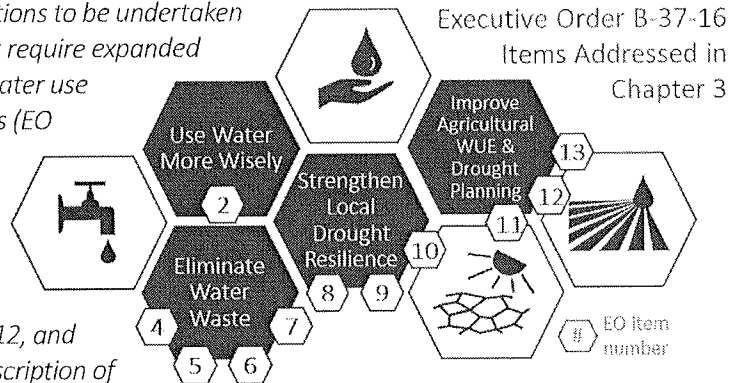 tions to be undertaken
require expanded
ater use
s (EO
12, and
scription of
Executive Order B-37-16
Items Addressed in
Chapter 3
Use Water
More Wisely
2
Eliminate
Water
Waste
4
5
6
7
Strengthen
Local
Drought
Resilience
8
9
10
Improve
Agricultural
WUE &
Drought
Planning
11
12
13
# EO item
number